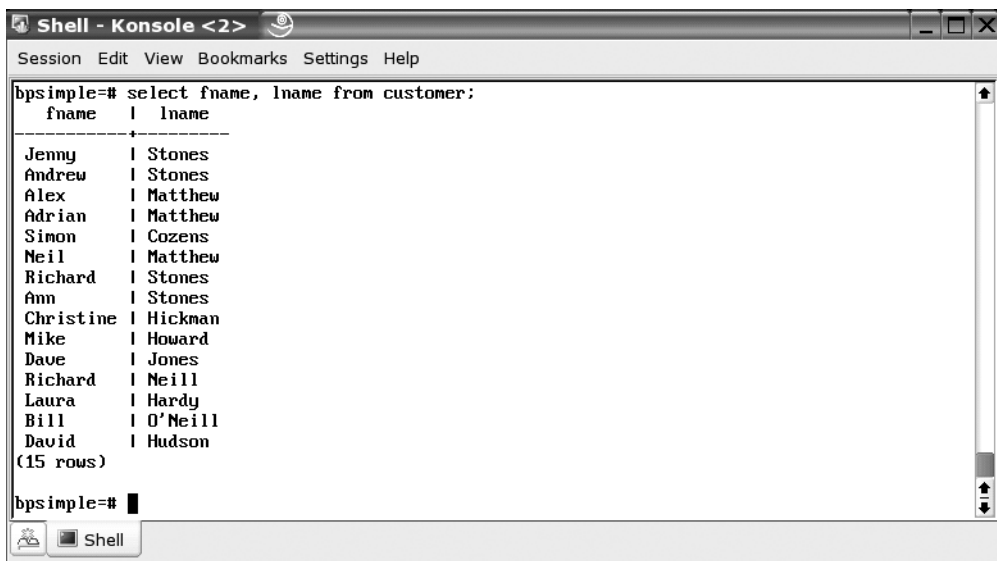 Shell - Konsole <2>
Session Edit View Bookmarks Settings Help
bpsimple=# select fname, lname from customer;
   fname   |  lname
-----------+---------
 Jenny     | Stones
 Andrew    | Stones
 Alex      | Matthew
 Adrian    | Matthew
 Simon     | Cozens
 Neil      | Matthew
 Richard   | Stones
 Ann       | Stones
 Christine | Hickman
 Mike      | Howard
 Dave      | Jones
 Richard   | Neill
 Laura     | Hardy
 Bill      | O'Neill
 David     | Hudson
(15 rows)
bpsimple=#
Shell